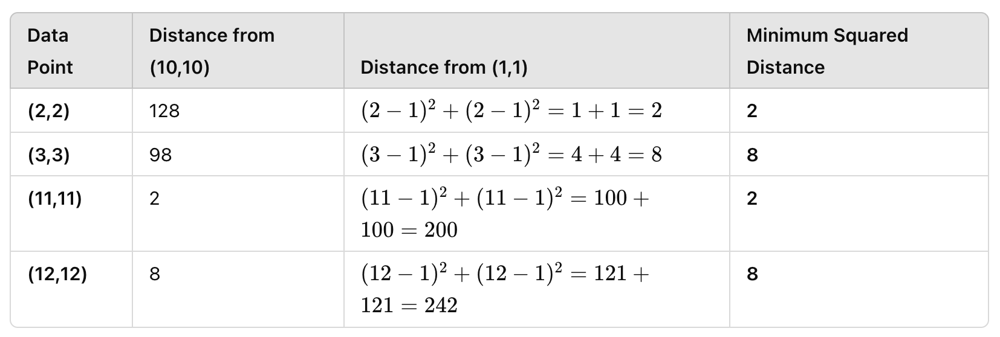 Data Point | Distance from (10,10) | Distance from (1,1) | Minimum Squared Distance
(2,2) | 128 | (2 − 1)² + (2 − 1)² = 1 + 1 = 2 | 2
(3,3) | 98 | (3 − 1)² + (3 − 1)² = 4 + 4 = 8 | 8
(11,11) | 2 | (11 − 1)² + (11 − 1)² = 100 + 100 = 200 | 2
(12,12) | 8 | (12 − 1)² + (12 − 1)² = 121 + 121 = 242 | 8